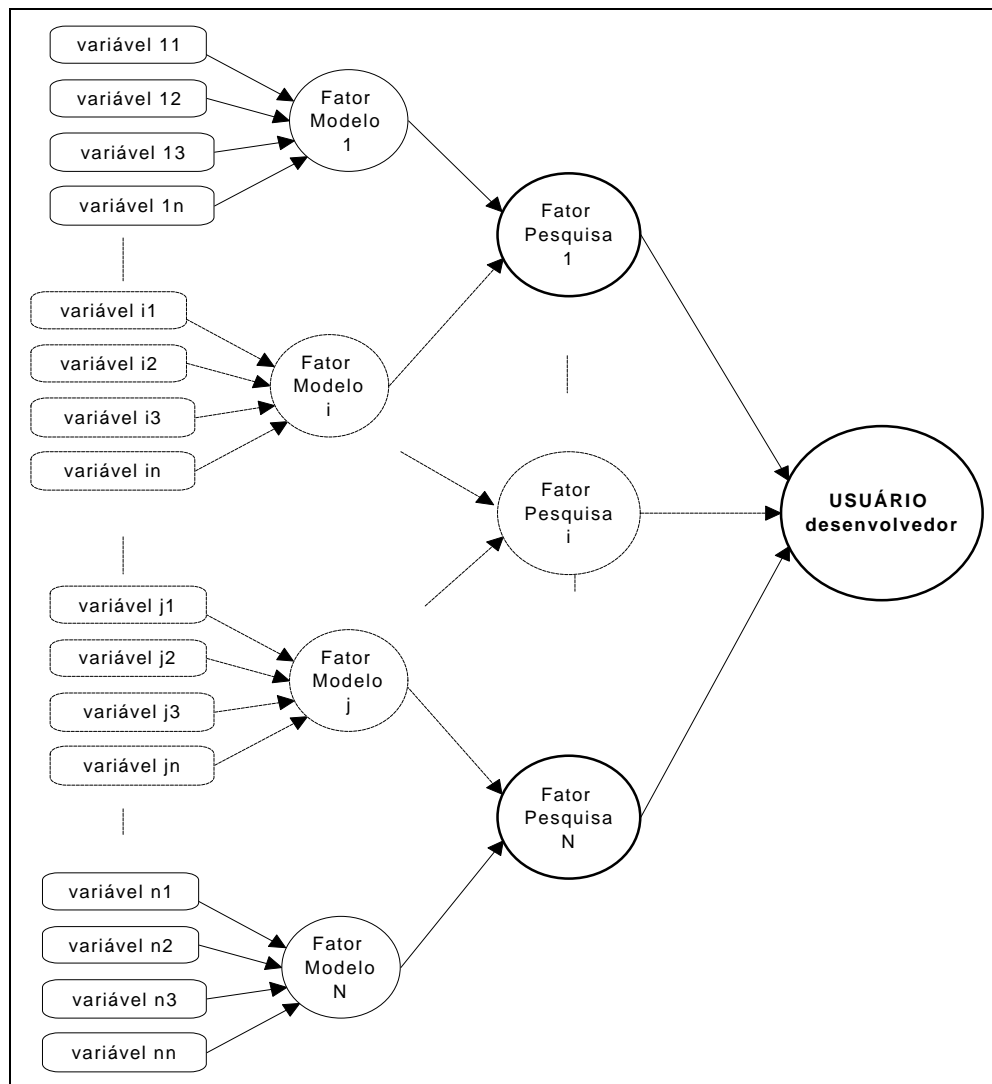 variável 11
variável 12
variável 13
variável 1n
Fator
Modelo
1
variável i1
variável i2
variável i3
variável in
Fator
Modelo
i
variável j1
variável j2
variável j3
variável jn
Fator
Modelo
j
variável n1
variável n2
variável n3
variável nn
Fator
Modelo
N
Fator
Pesquisa
1
Fator
Pesquisa
i
Fator
Pesquisa
N
USUÁRIO
desenvolvedor